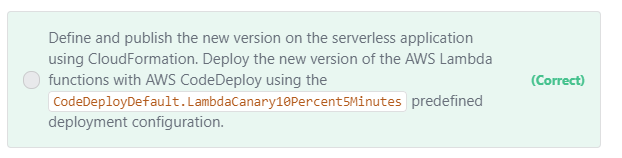 Define and publish the new version on the serverless application
using CloudFormation. Deploy the new version of the AWS Lambda
functions with AWS CodeDeploy using the
(Correct)
CodeDeployDefault.LambdaCanary10Percent5Minutes predefined
deployment configuration.